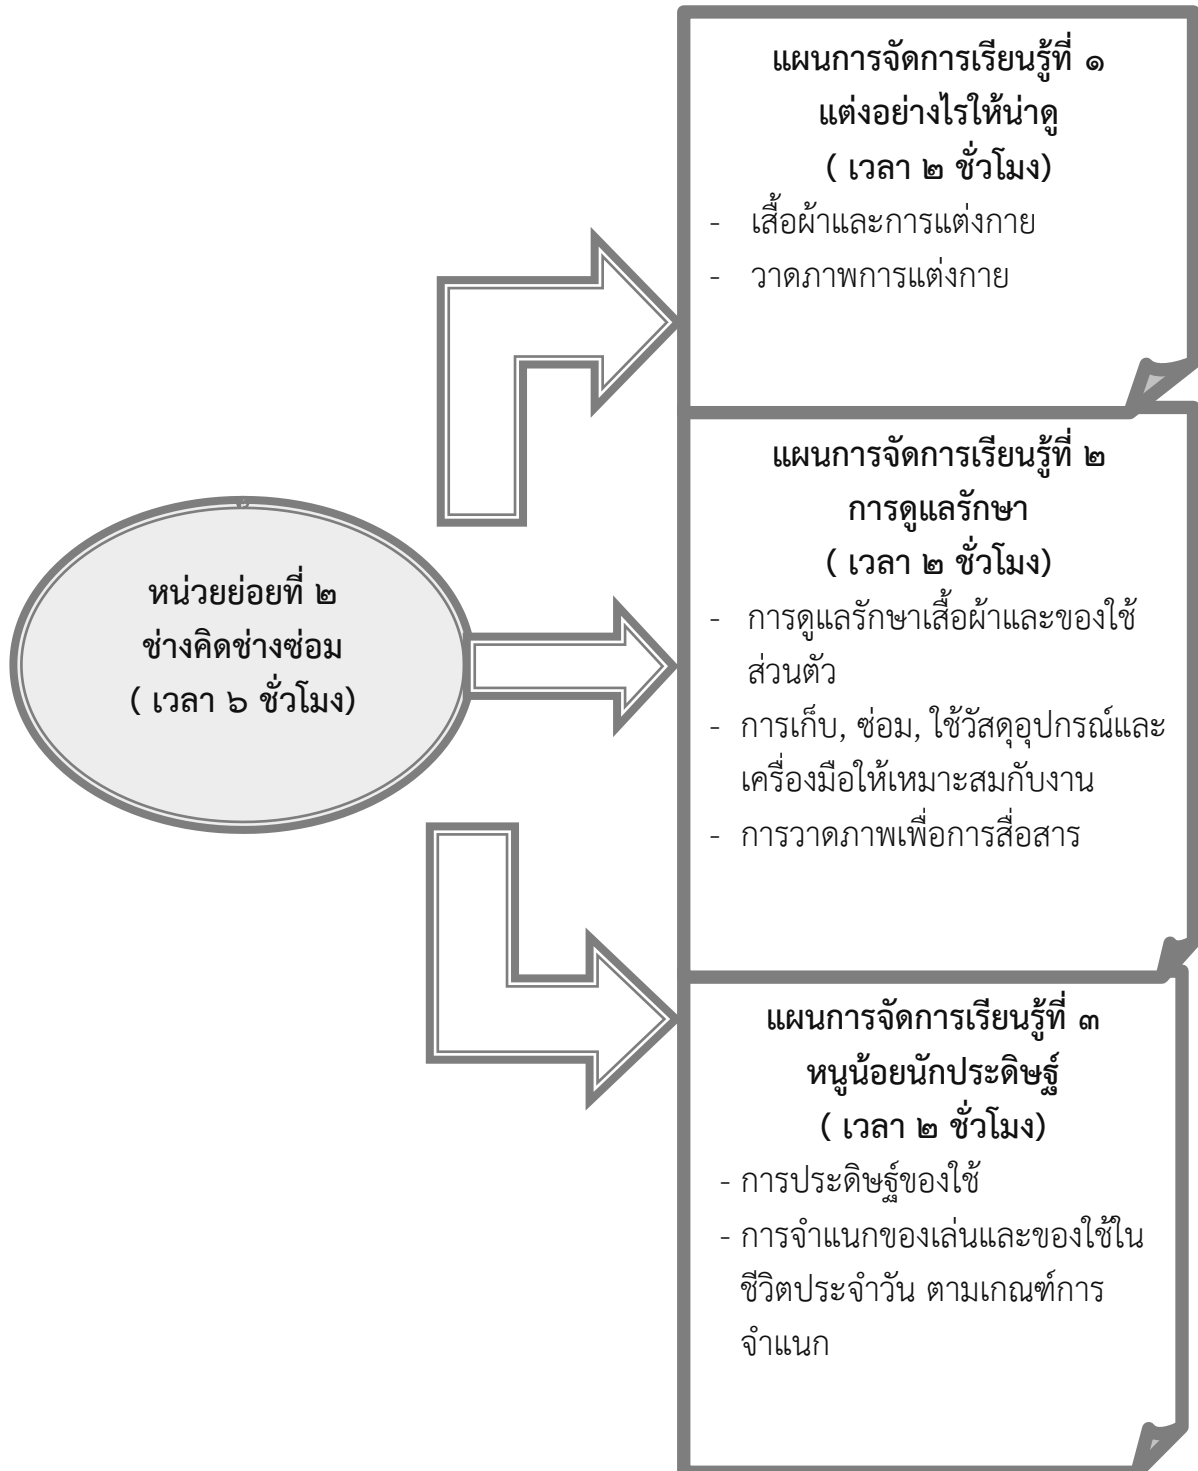 แผนการจัดการเรียนรู้ที่ ๑
แต่งอย่างไรให้น่าดู
( เวลา ๒ ชั่วโมง)
- เสื้อผ้าและการแต่งกาย
- วาดภาพการแต่งกาย
หน่วยย่อยที่ ๒
ช่างคิดช่างซ่อม
( เวลา ๖ ชั่วโมง)
แผนการจัดการเรียนรู้ที่ ๒
การดูแลรักษา
( เวลา ๒ ชั่วโมง)
- การดูแลรักษาเสื้อผ้าและของใช้
ส่วนตัว
- การเก็บ, ซ่อม, ใช้วัสดุอุปกรณ์และ
เครื่องมือให้เหมาะสมกับงาน
- การวาดภาพเพื่อการสื่อสาร
แผนการจัดการเรียนรู้ที่ ๓
หนูน้อยนักประดิษฐ์
( เวลา ๒ ชั่วโมง)
- การประดิษฐ์ของใช้
- การจำแนกของเล่นและของใช้ใน
ชีวิตประจำวัน ตามเกณฑ์การ
จำแนก